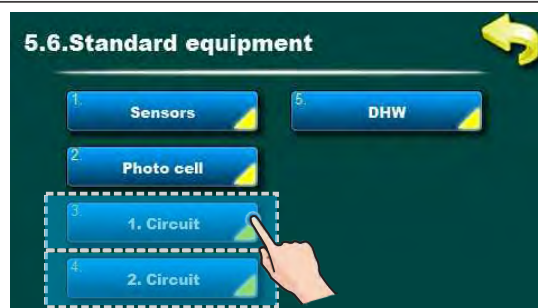 5.6.Standard equipment
1. Sensors
5. DHW
2. Photo cell
3. 1. Circuit
4. 2. Circuit